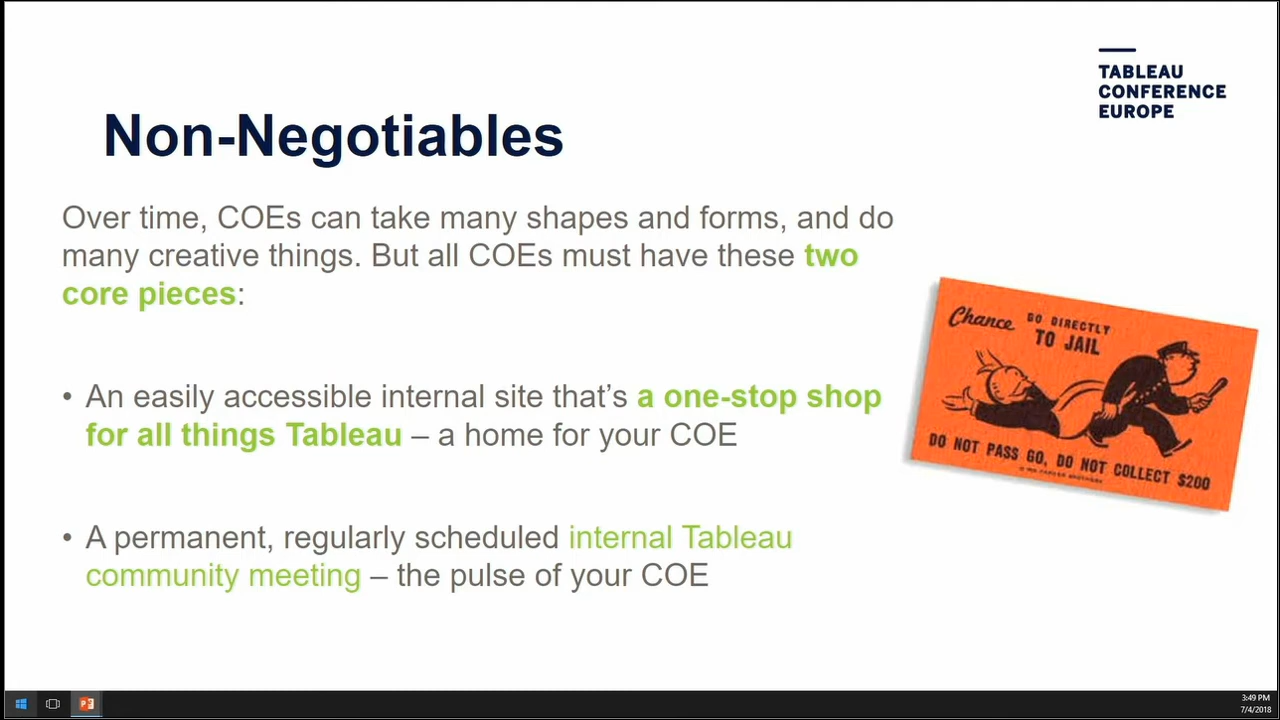 TABLEAU
CONFERENCE
EUROPE
Non-Negotiables
Over time, COEs can take many shapes and forms, and do
many creative things. But all COEs must have these two
core pieces:
• An easily accessible internal site that’s a one-stop shop
for all things Tableau – a home for your COE
• A permanent, regularly scheduled internal Tableau
community meeting – the pulse of your COE
Chance
GO DIRECTLY
TO JAIL
DO NOT PASS GO, DO NOT COLLECT $200
3:49 PM
7/4/2018